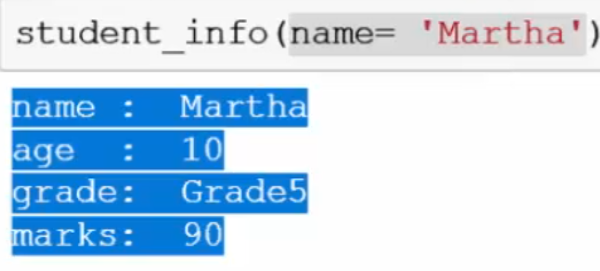 student_info(name= 'Martha')
name :  Martha
age  :  10
grade:  Grade5
marks:  90